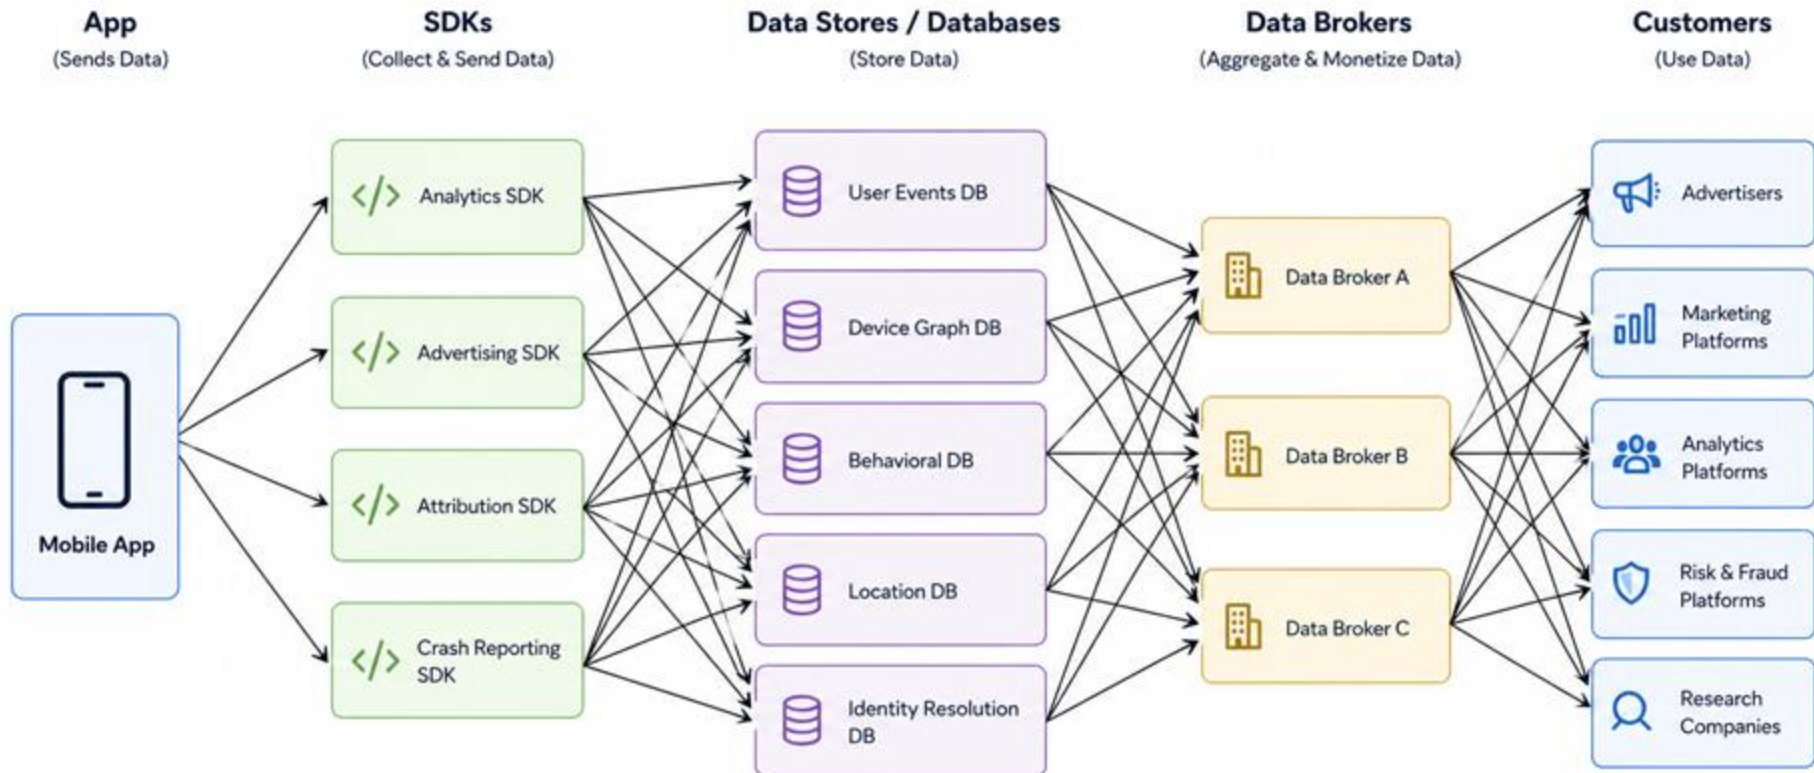 App
(Sends Data)
SDKs
(Collect & Send Data)
Data Stores / Databases
(Store Data)
Data Brokers
(Aggregate & Monetize Data)
Customers
(Use Data)
Mobile App
Analytics SDK
Advertising SDK
Attribution SDK
Crash Reporting
SDK
User Events DB
Device Graph DB
Behavioral DB
Location DB
Identity Resolution
DB
Data Broker A
Data Broker B
Data Broker C
Advertisers
Marketing
Platforms
Analytics
Platforms
Risk & Fraud
Platforms
Research
Companies